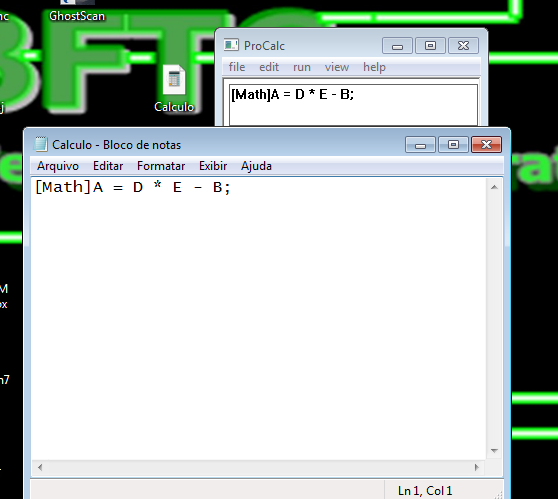 GhostScan
BFTC
ProCalc
file edit run view help
[Math]A = D * E - B;
Calculo
Calculo - Bloco de notas
Arquivo Editar Formatar Exibir Ajuda
[Math]A = D * E - B;
Ln 1, Col 1